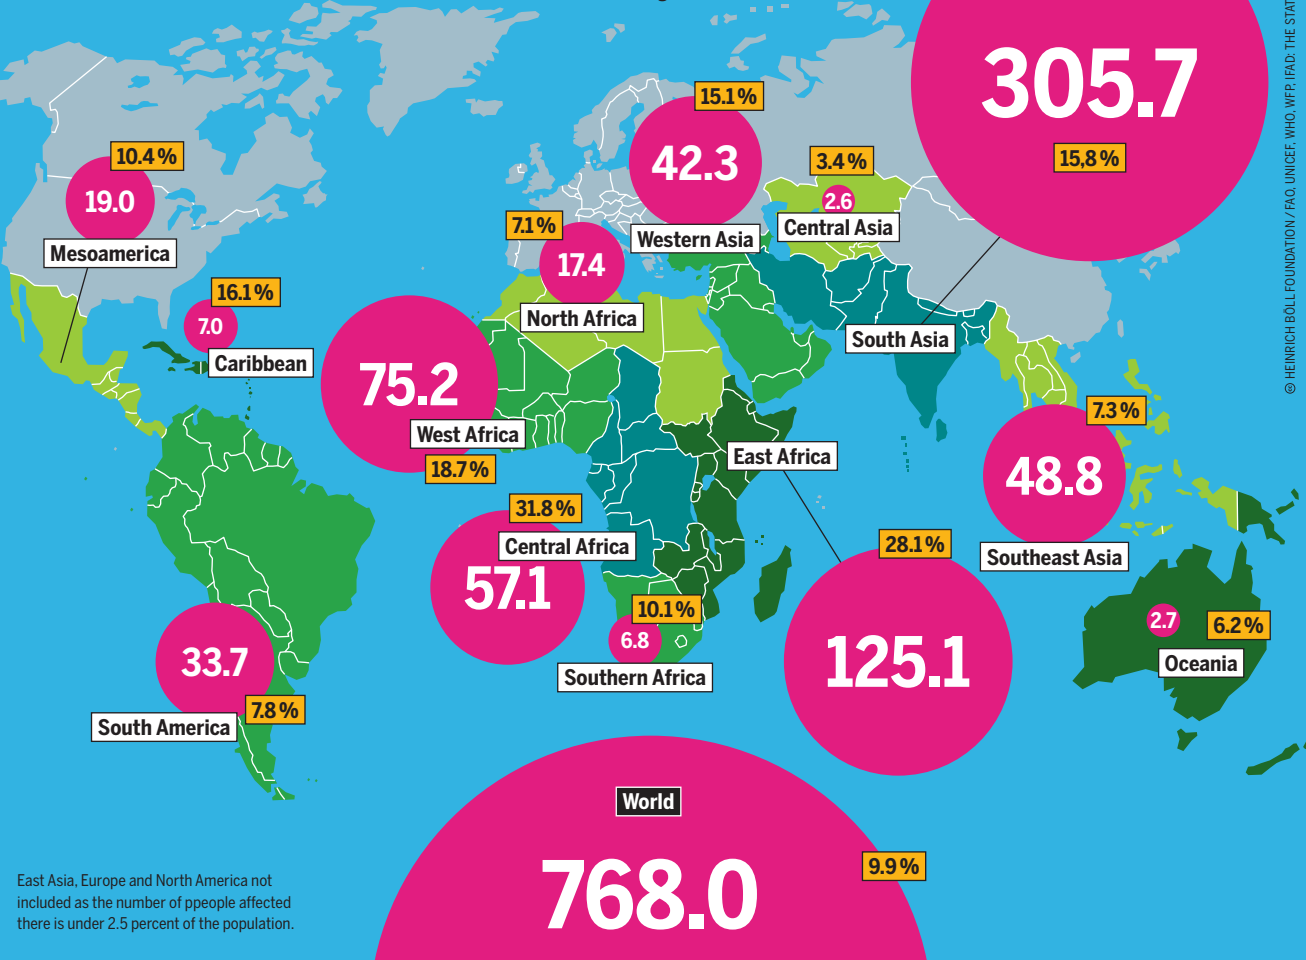 305.7
15,8 %
15.1 %
42.3
Western Asia
3.4 %
2.6
Central Asia
10.4 %
19.0
Mesoamerica
7.1 %
17.4
North Africa
16.1 %
7.0
Caribbean
South Asia
75.2
West Africa
18.7 %
East Africa
28.1 %
125.1
7.3 %
48.8
Southeast Asia
31.8 %
Central Africa
57.1
10.1 %
6.8
Southern Africa
2.7
6.2 %
Oceania
33.7
7.8 %
South America
World
768.0
9.9 %
East Asia, Europe and North America not
included as the number of ppeople affected
there is under 2.5 percent of the population.
© HEINRICH BÖLL FOUNDATION / FAO, UNICEF, WHO, WFP, IFAD: THE STAT